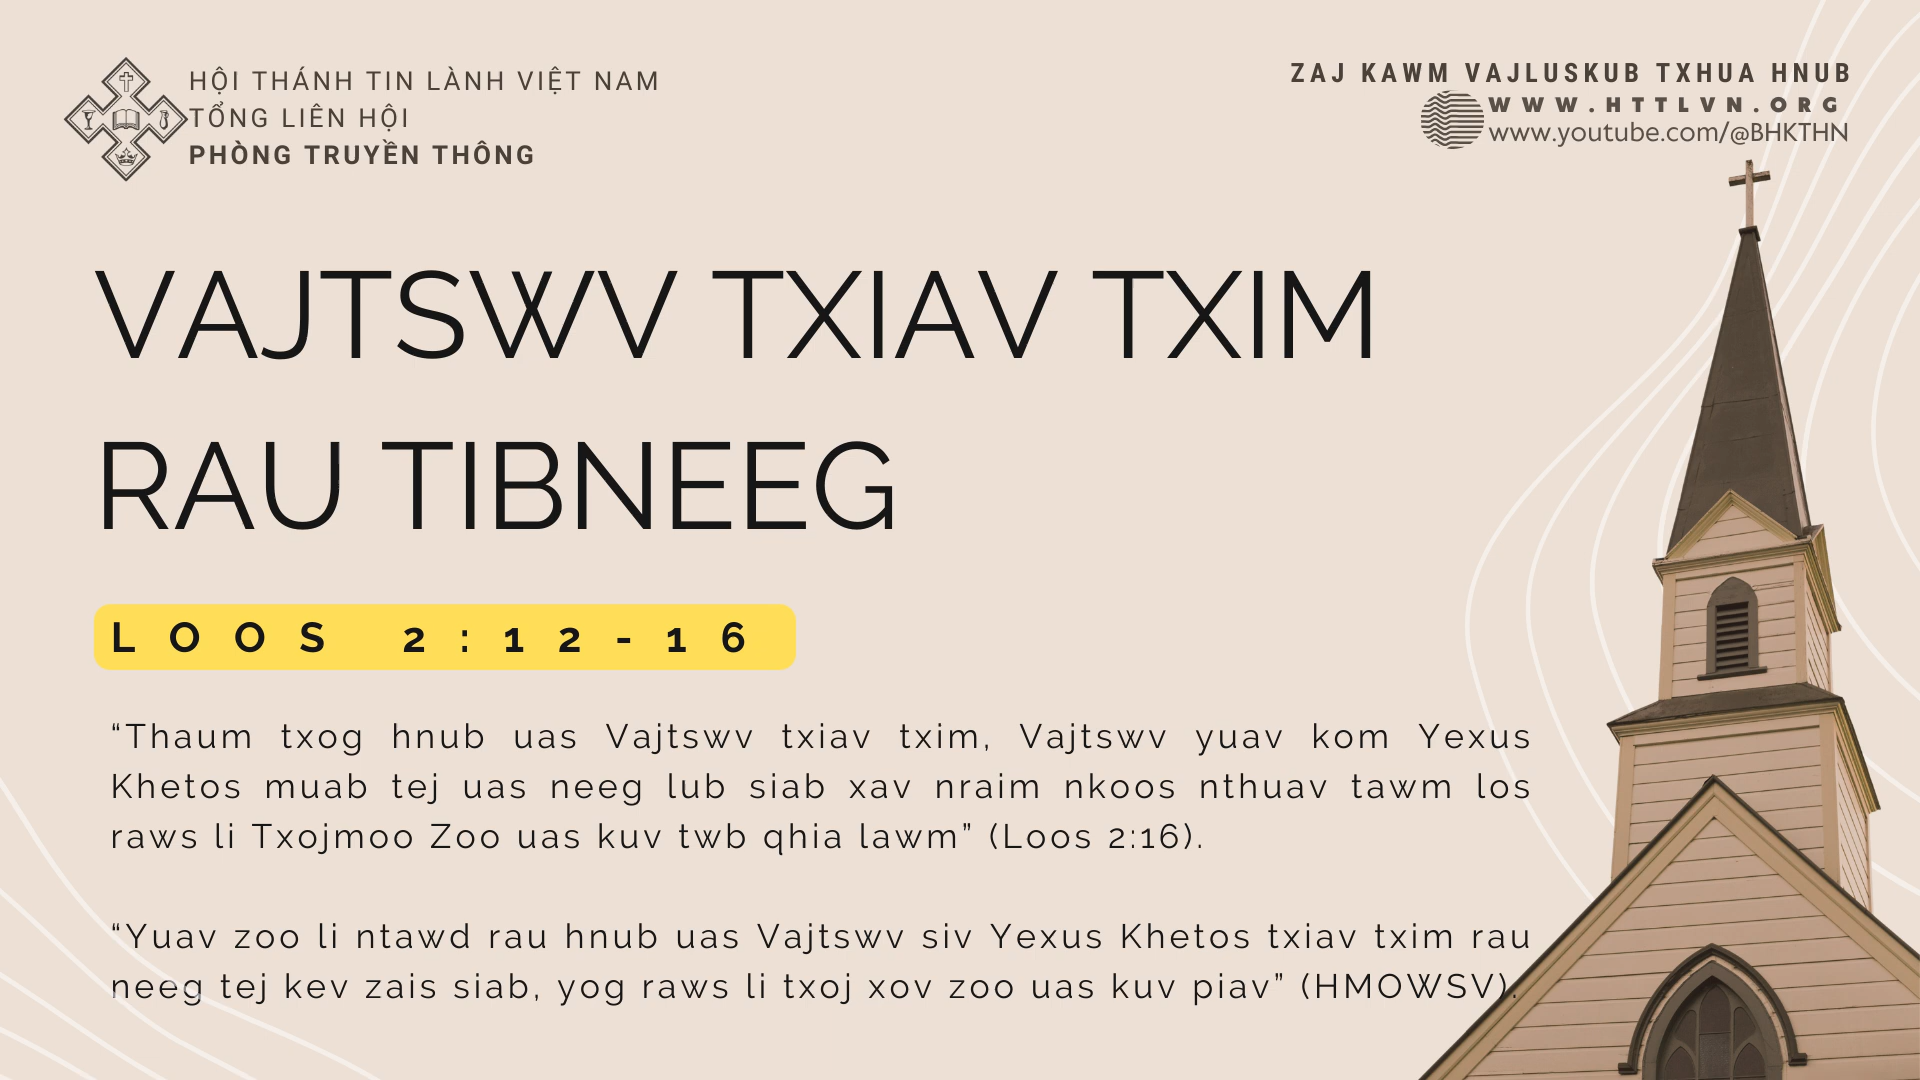 HỘI THÁNH TIN LÀNH VIỆT NAM
TỔNG LIÊN HỘI
PHÒNG TRUYỀN THÔNG
ZAJ KAWM VAJLUSKUB TXHUA HNUB
WWW.HTTLVN.ORG
www.youtube.com/@BHKTHN
VAJTSWV TXIAV TXIM
RAU TIBNEEG
LOOS 2:12-16
“Thaum txog hnub uas Vajtswv txiav txim, Vajtswv yuav kom Yexus
Khetos muab tej uas neeg lub siab xav nraim nkoos nthuav tawm los
raws li Txojmoo Zoo uas kuv twb qhia lawm” (Loos 2:16).
“Yuav zoo li ntawd rau hnub uas Vajtswv siv Yexus Khetos txiav txim rau
neeg tej kev zais siab, yog raws li txoj xov zoo uas kuv piav” (HMOWSV).